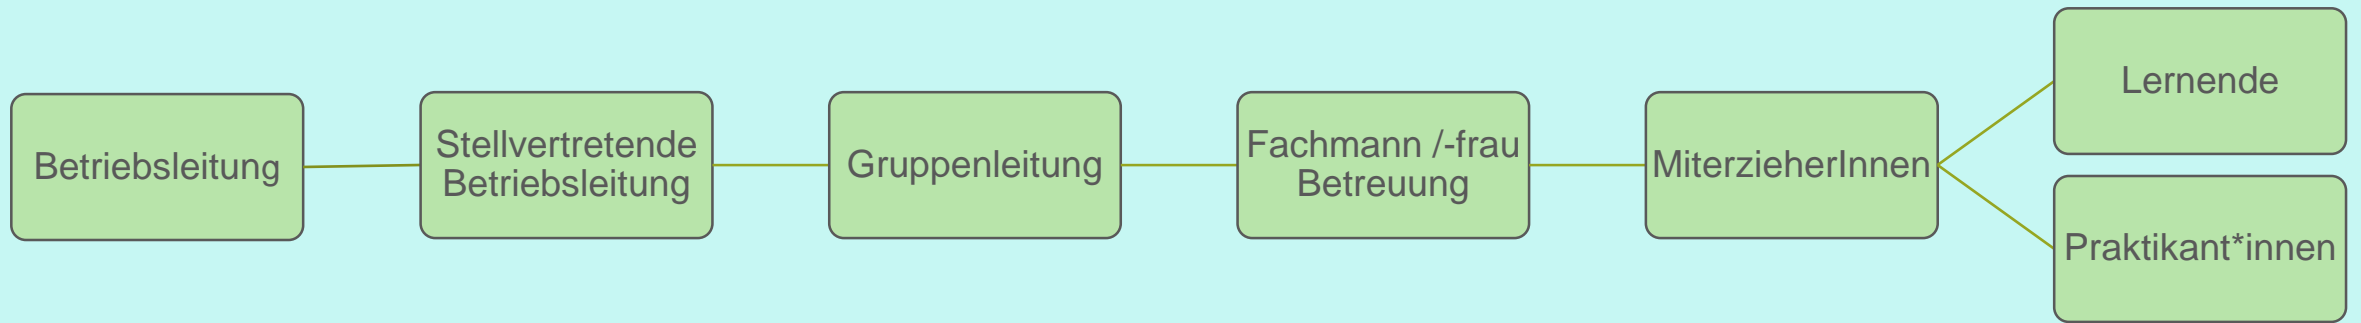 Betriebsleitung
Stellvertretende
Betriebsleitung
Gruppenleitung
Fachmann /-frau
Betreuung
MiterzieherInnen
Lernende
Praktikant*innen